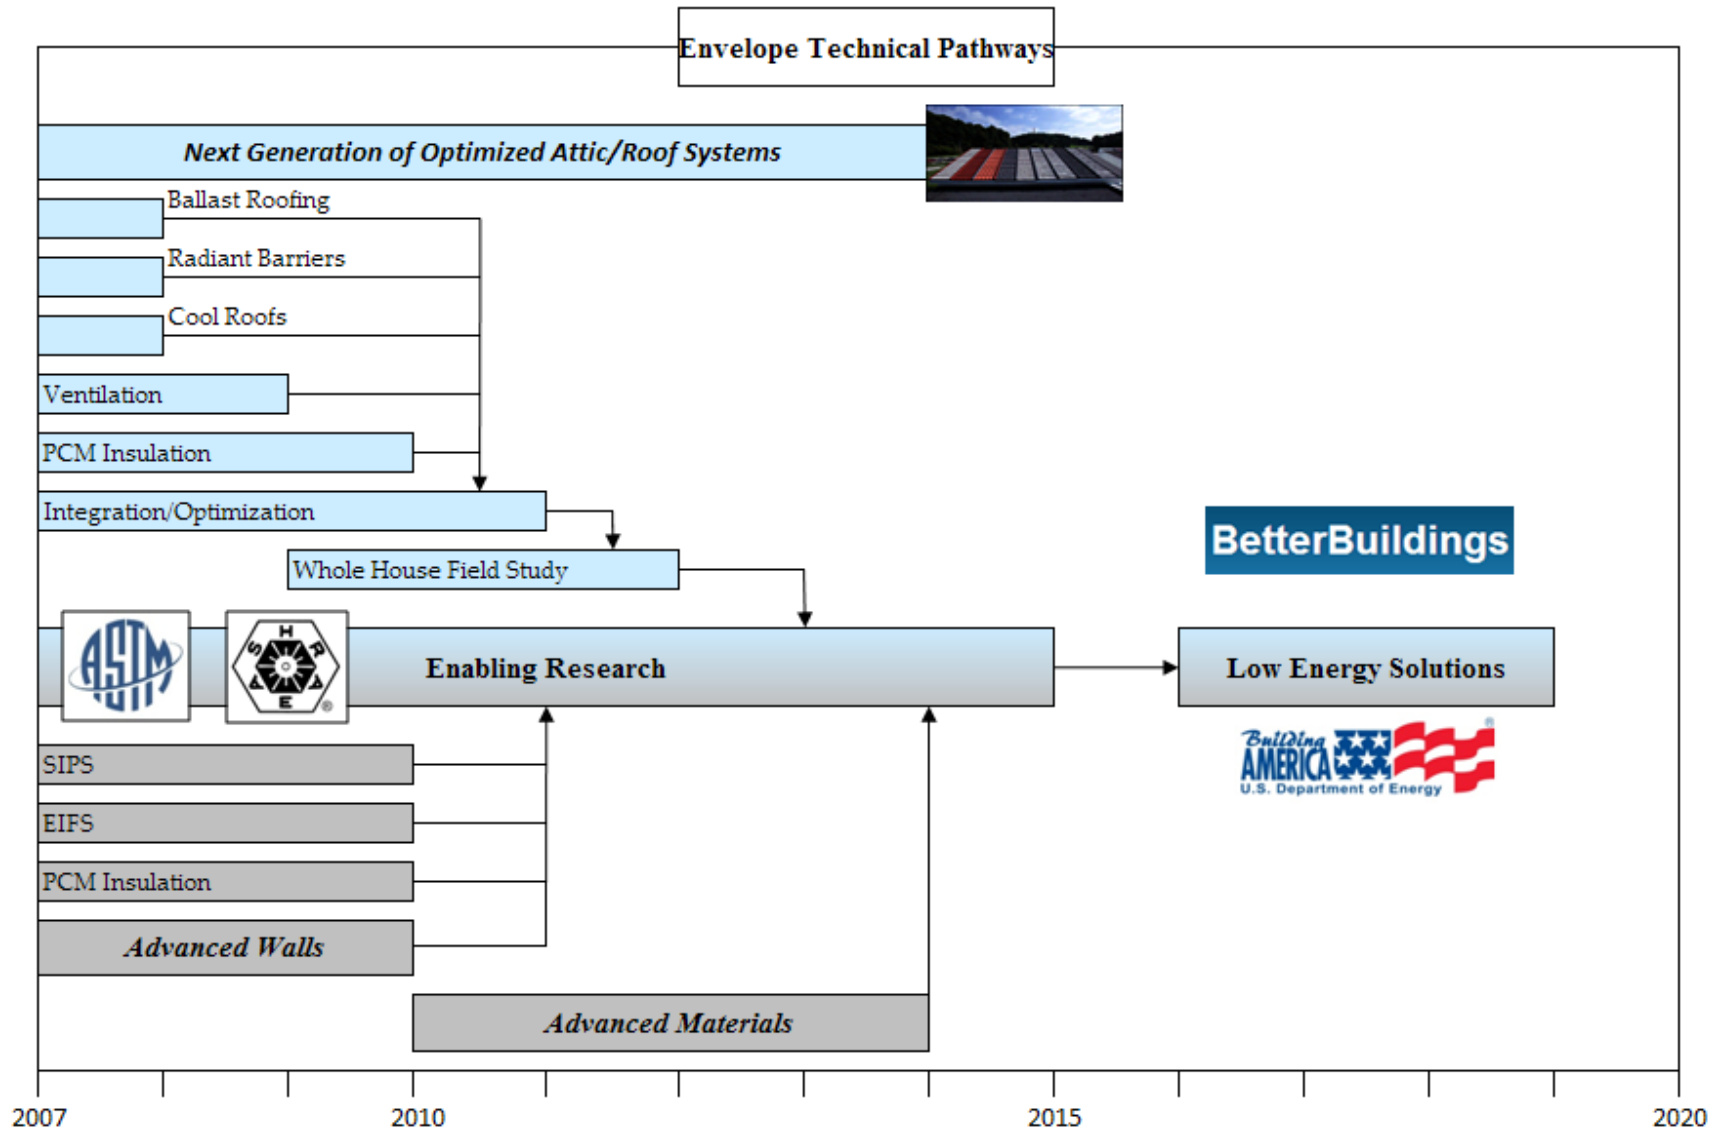 Envelope Technical Pathways
Next Generation of Optimized Attic/Roof Systems
Ballast Roofing
Radiant Barriers
Cool Roofs
Ventilation
PCM Insulation
Integration/Optimization
Whole House Field Study
BetterBuildings
ASTM
ASHRAE
®
Enabling Research
Low Energy Solutions
Building
AMERICA
®
U.S. Department of Energy
SIPS
EIFS
PCM Insulation
Advanced Walls
Advanced Materials
2007
2010
2015
2020